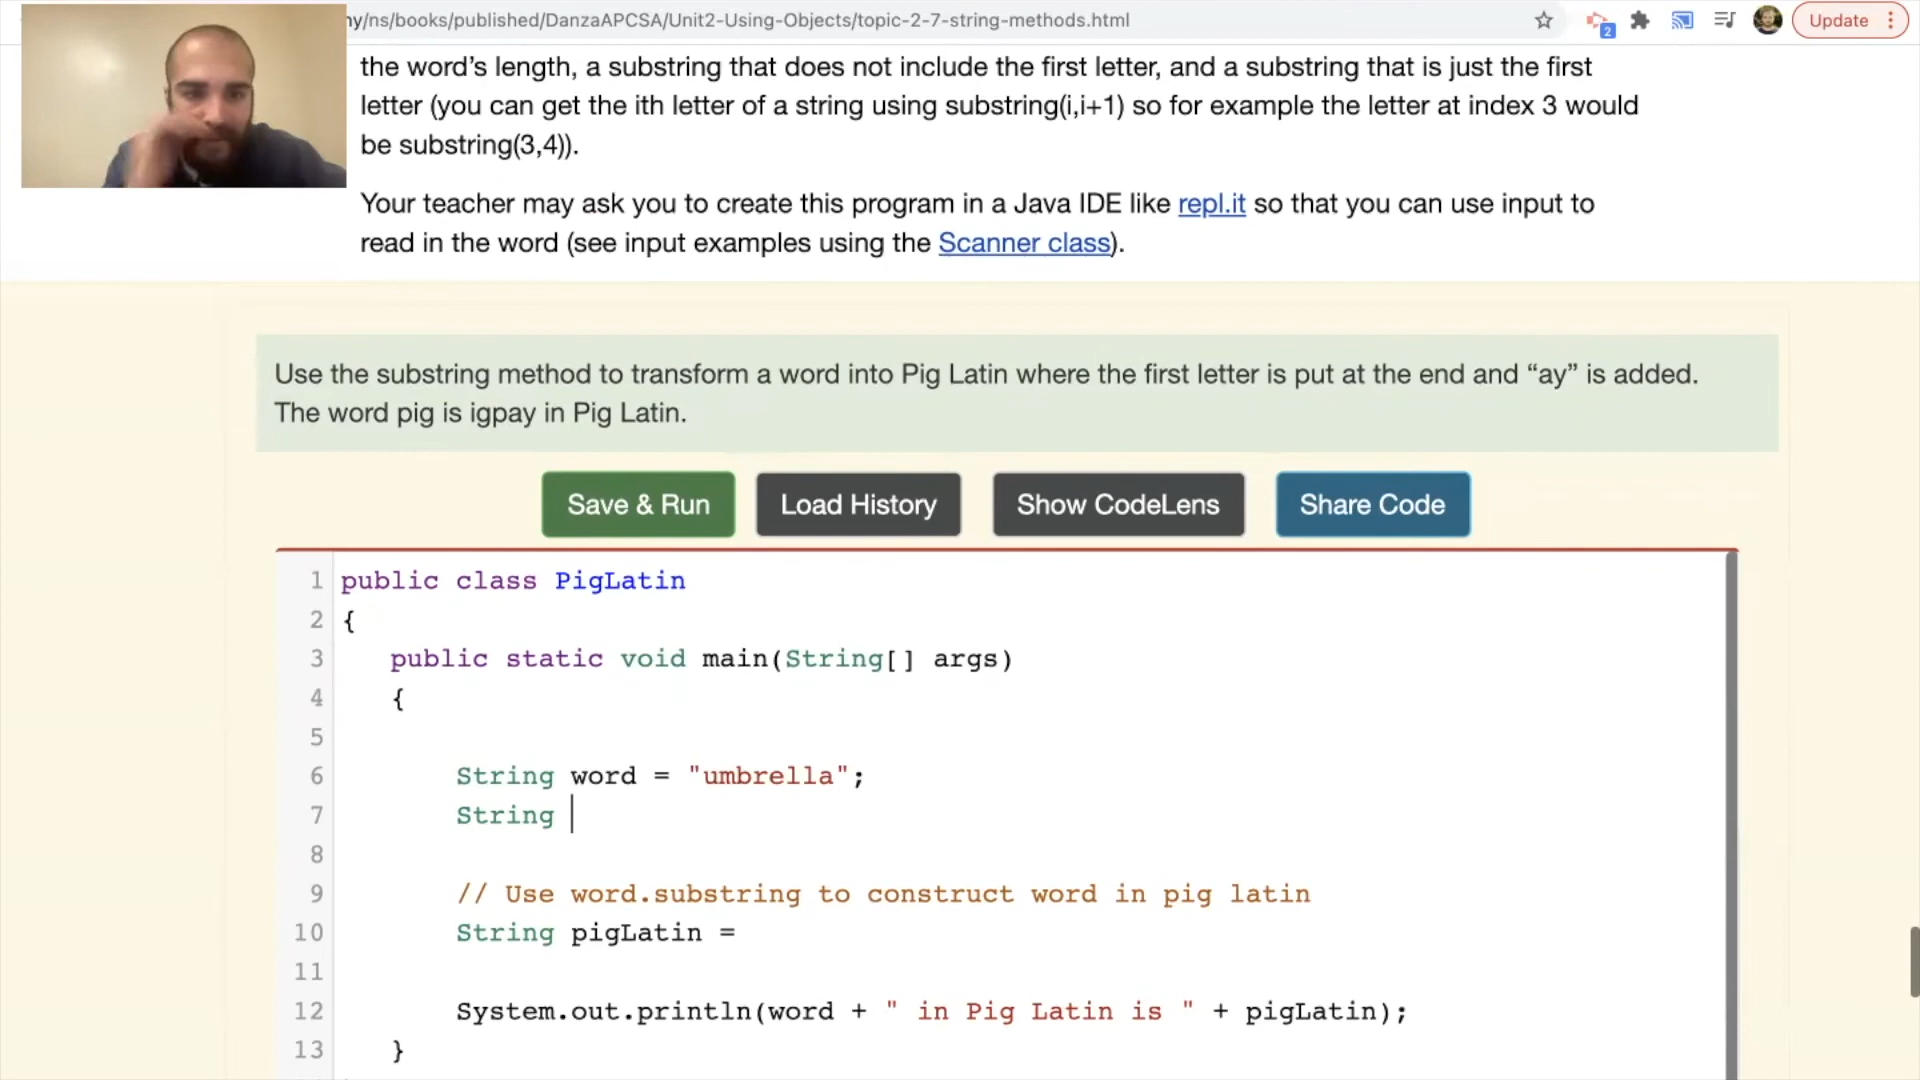 ny/ns/books/published/DanzaAPCSA/Unit2-Using-Objects/topic-2-7-string-methods.html
2
Update
the word’s length, a substring that does not include the first letter, and a substring that is just the first
letter (you can get the ith letter of a string using substring(i,i+1) so for example the letter at index 3 would
be substring(3,4)).
Your teacher may ask you to create this program in a Java IDE like repl.it so that you can use input to
read in the word (see input examples using the Scanner class).
Use the substring method to transform a word into Pig Latin where the first letter is put at the end and “ay” is added.
The word pig is igpay in Pig Latin.
Save & Run
Load History
Show CodeLens
Share Code
1 public class PigLatin
2 {
3 public static void main(String[] args)
4 {
5
6 String word = "umbrella";
7 String
8
9 // Use word.substring to construct word in pig latin
10 String pigLatin =
11
12 System.out.println(word + " in Pig Latin is " + pigLatin);
13 }